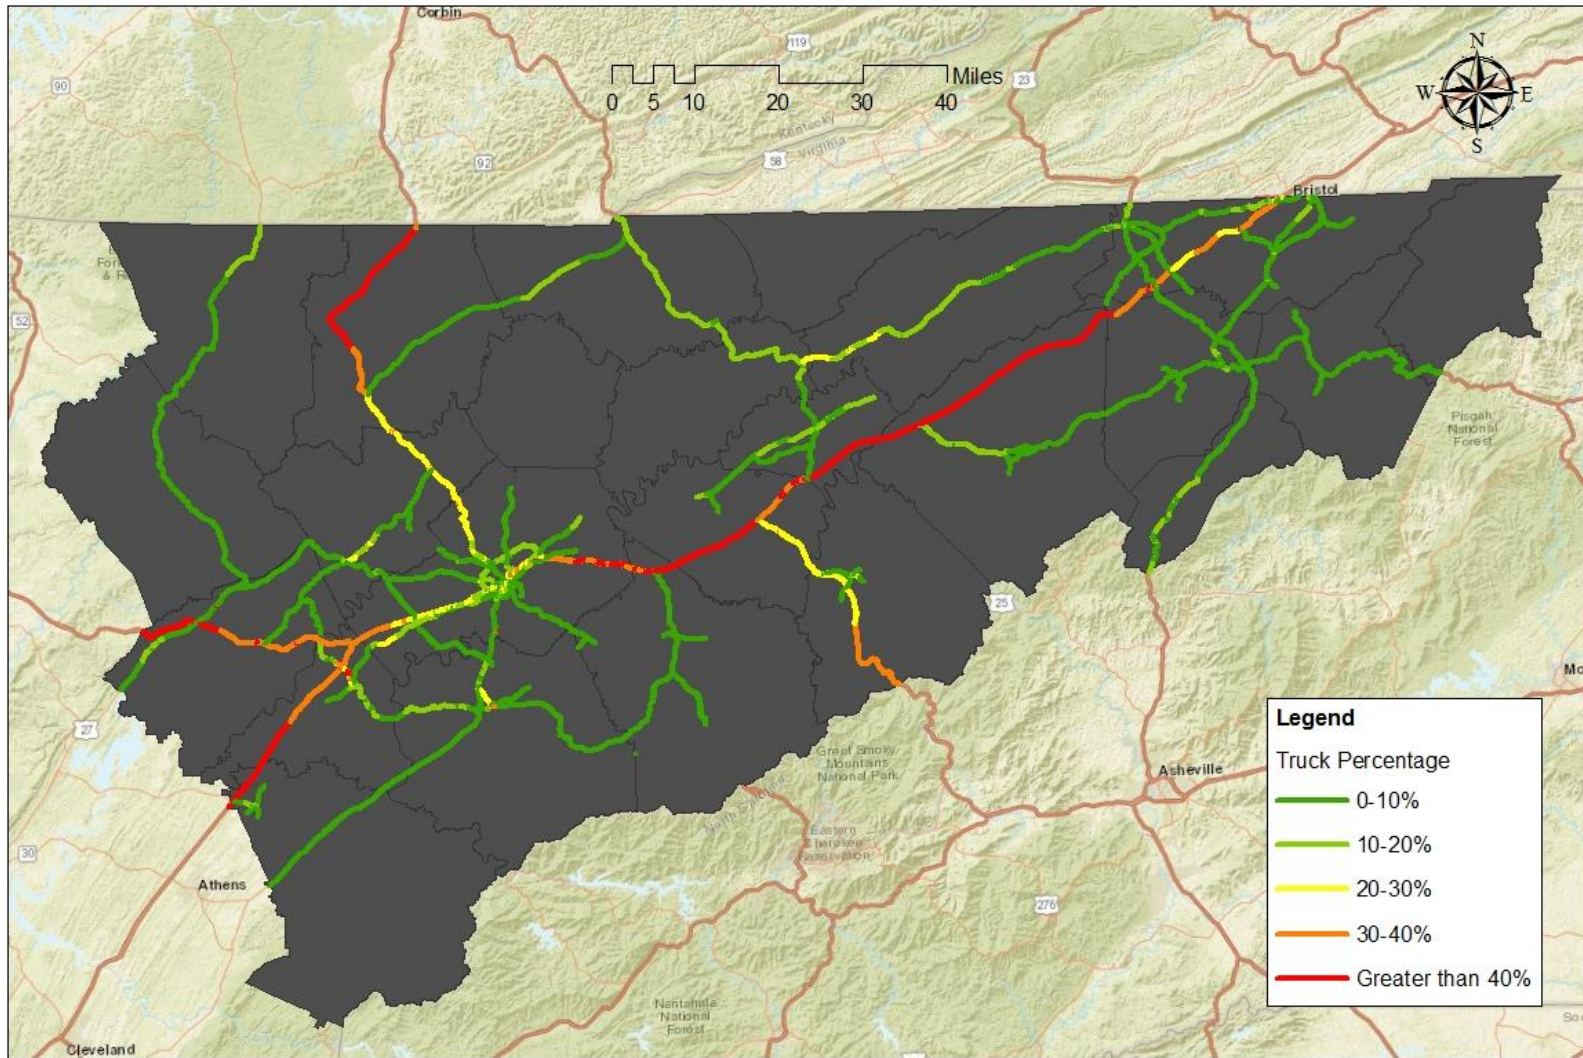 Corbin
119
90
23
Miles
0 5 10 20 30 40
N
W E
S
Kentucky
Virginia
92
58
Bristol
52
Pisgah
National
Forest
25
27
Great Smoky
Mountains
National Park
Asheville
North Carolina
Eastern
Cherokee
Reservation
30
Athens
276
Nantahala
National
Forest
Cleveland
Legend
Truck Percentage
0-10%
10-20%
20-30%
30-40%
Greater than 40%